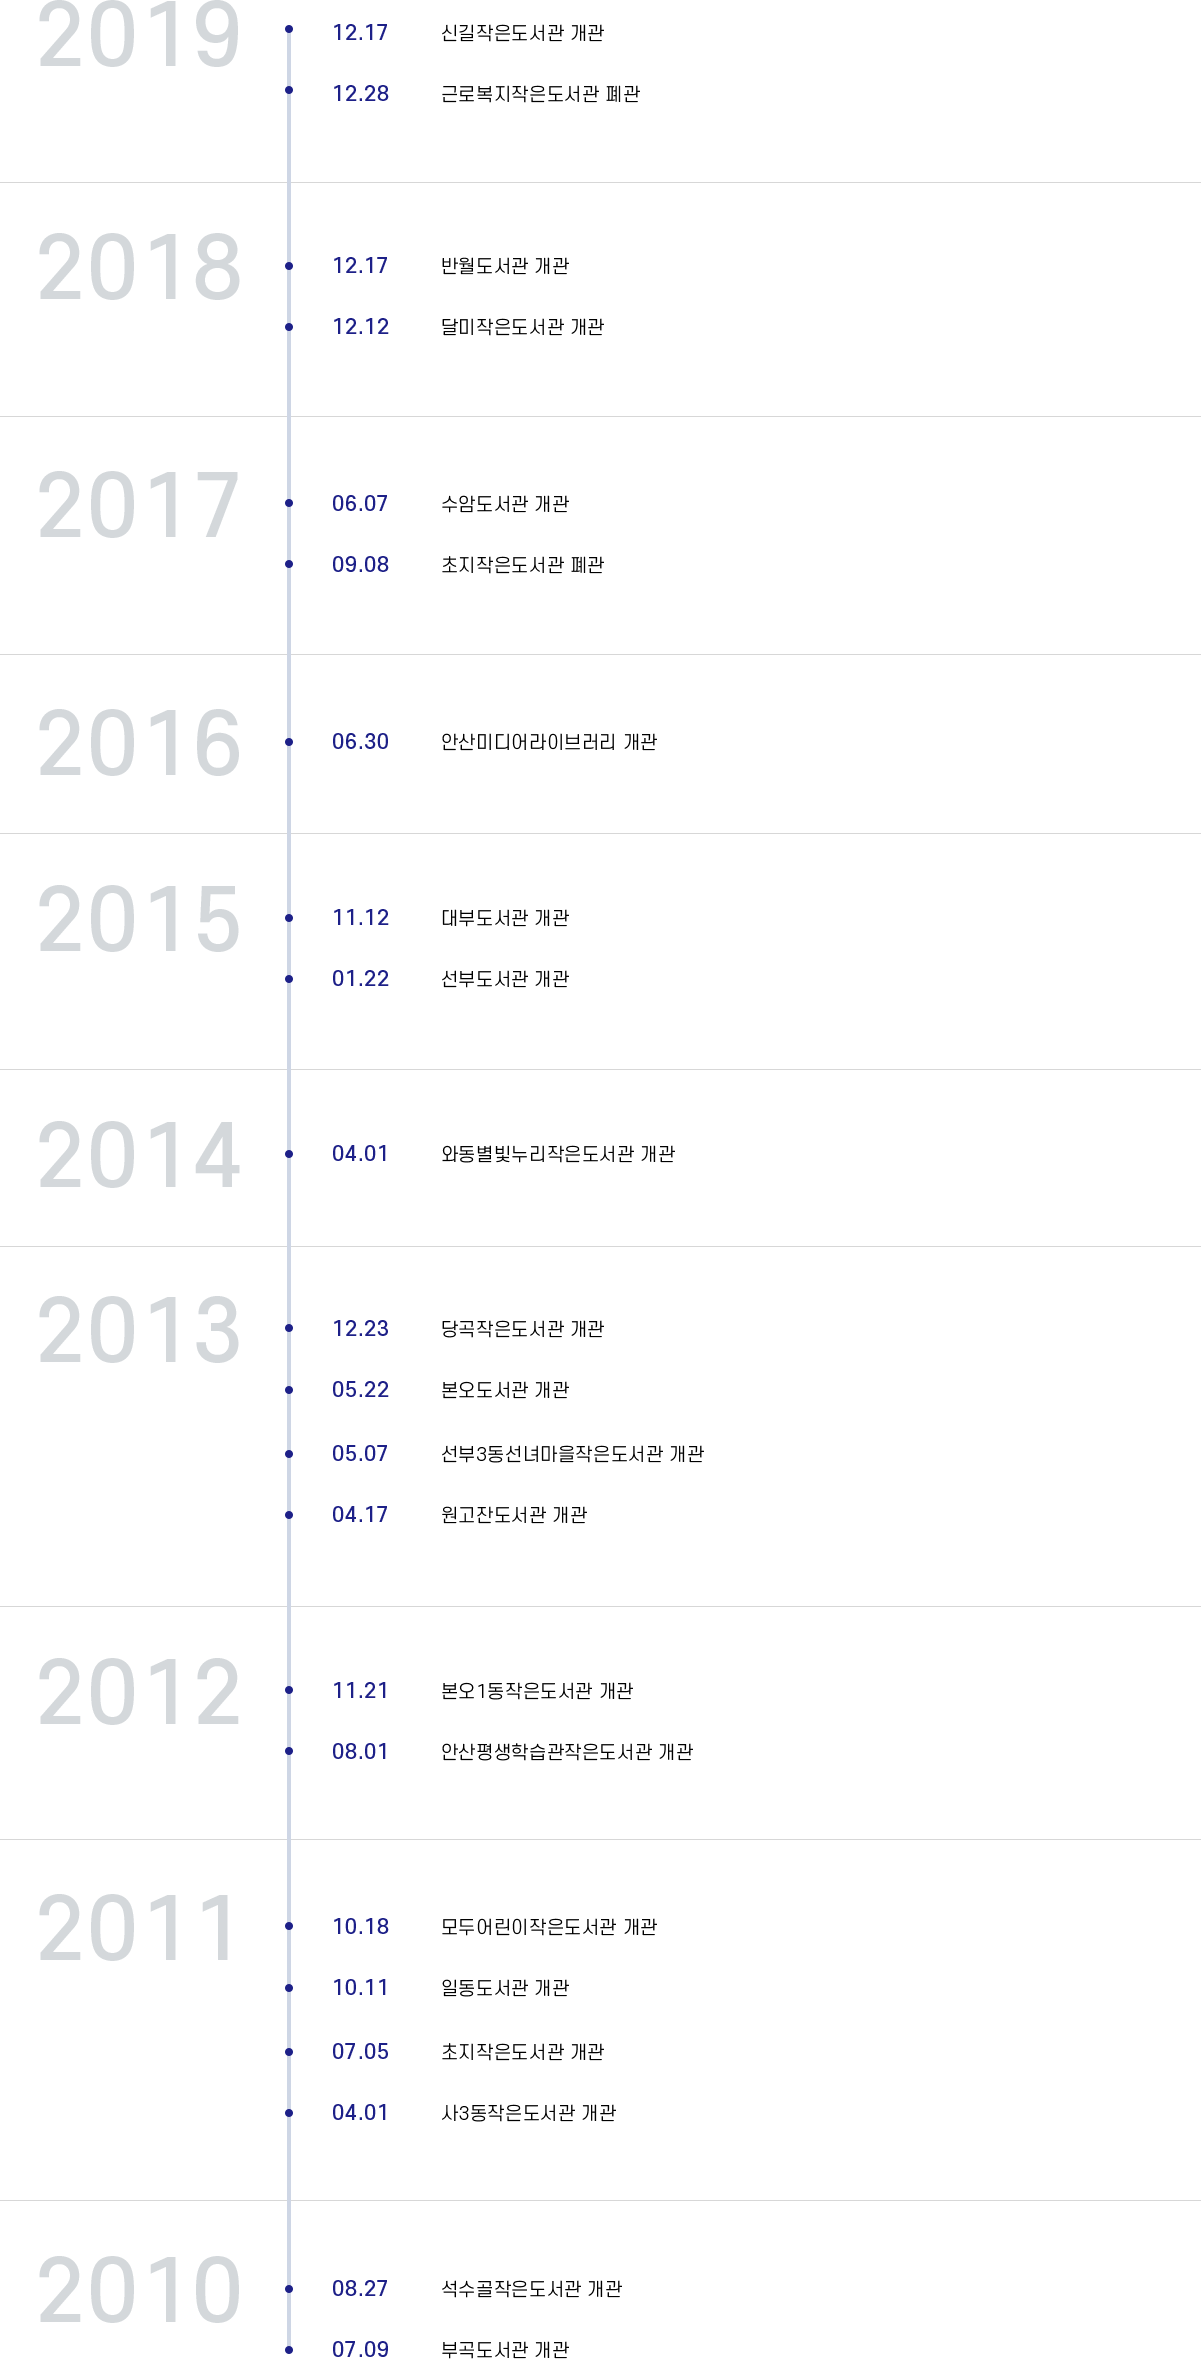 2019
12.17 신길작은도서관 개관
12.28 근로복지작은도서관 폐관
2018
12.17 반월도서관 개관
12.12 달미작은도서관 개관
2017
06.07 수암도서관 개관
09.08 초지작은도서관 폐관
2016
06.30 안산미디어라이브러리 개관
2015
11.12 대부도서관 개관
01.22 선부도서관 개관
2014
04.01 와동별빛누리작은도서관 개관
2013
12.23 당곡작은도서관 개관
05.22 본오도서관 개관
05.07 선부3동선녀마을작은도서관 개관
04.17 원고잔도서관 개관
2012
11.21 본오1동작은도서관 개관
08.01 안산평생학습관작은도서관 개관
2011
10.18 모두어린이작은도서관 개관
10.11 일동도서관 개관
07.05 초지작은도서관 개관
04.01 사3동작은도서관 개관
2010
08.27 석수골작은도서관 개관
07.09 부곡도서관 개관